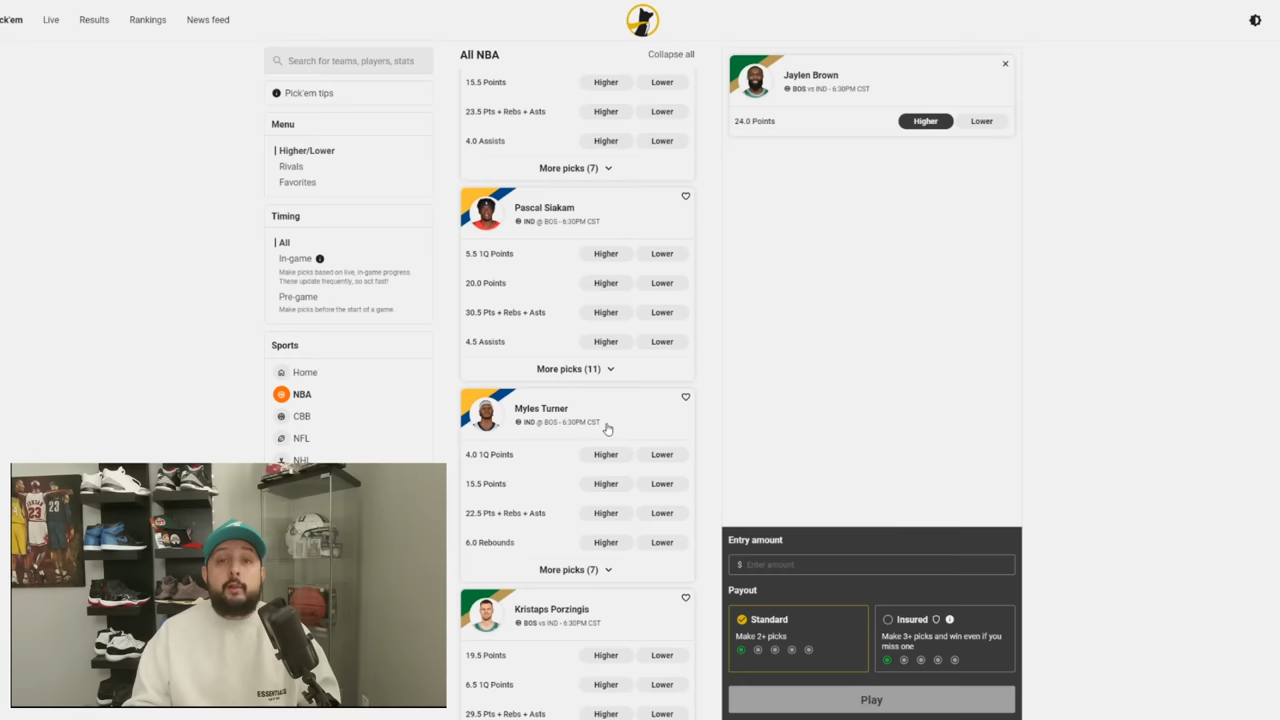 ck'em
Live
Results
Rankings
News feed
Search for teams, players, stats
Pick'em tips
Menu
Higher/Lower
Rivals
Favorites
Timing
All
In-game
Make picks based on live, in-game progress.
These update frequently, so act fast!
Pre-game
Make picks before the start of a game.
Sports
Home
NBA
CBB
NFL
NHL
All NBA
Collapse all
15.5 Points Higher Lower
23.5 Pts + Rebs + Asts Higher Lower
4.0 Assists Higher Lower
More picks (7)
Pascal Siakam
IND @ BOS - 6:30PM CST
5.5 1Q Points Higher Lower
20.0 Points Higher Lower
30.5 Pts + Rebs + Asts Higher Lower
4.5 Assists Higher Lower
More picks (11)
Myles Turner
IND @ BOS - 6:30PM CST
4.0 1Q Points Higher Lower
15.5 Points Higher Lower
22.5 Pts + Rebs + Asts Higher Lower
6.0 Rebounds Higher Lower
More picks (7)
Kristaps Porzingis
BOS vs IND - 6:30PM CST
19.5 Points Higher Lower
6.5 1Q Points Higher Lower
29.5 Pts + Rebs + Asts Higher Lower
Jaylen Brown
BOS vs IND - 6:30PM CST
24.0 Points Higher Lower
Entry amount
$ Enter amount
Payout
Standard
Make 2+ picks
Insured
Make 3+ picks and win even if you
miss one
Play
ESSENTIALS
23